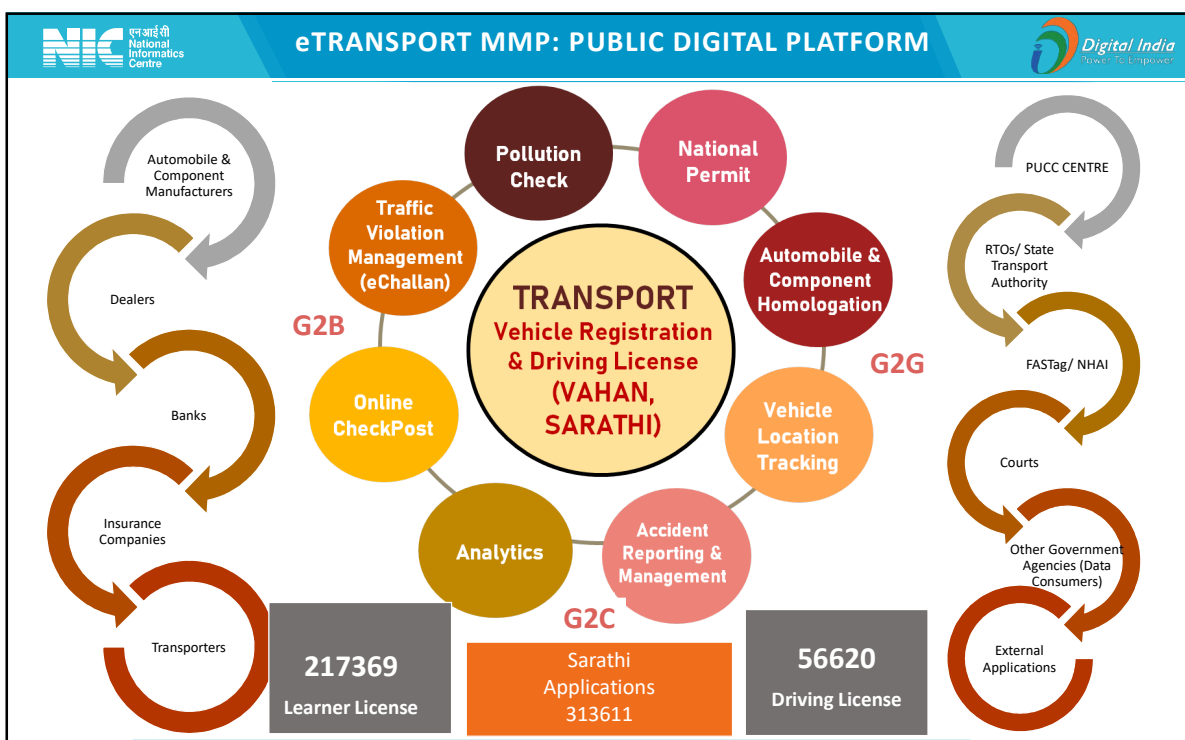 NIC
एन आई सी
National
Informatics
Centre
eTRANSPORT MMP: PUBLIC DIGITAL PLATFORM
Digital India
Power To Empower
Automobile &
Component
Manufacturers
Dealers
Banks
Insurance
Companies
Transporters
Pollution
Check
National
Permit
Traffic
Violation
Management
(eChallan)
Automobile &
Component
Homologation
TRANSPORT
Vehicle Registration
& Driving License
(VAHAN,
SARATHI)
G2B
G2G
Online
CheckPost
Vehicle
Location
Tracking
Analytics
Accident
Reporting &
Management
G2C
217369
Learner License
Sarathi
Applications
313611
56620
Driving License
PUCC CENTRE
RTOs/ State
Transport
Authority
FASTag/ NHAI
Courts
Other Government
Agencies (Data
Consumers)
External
Applications